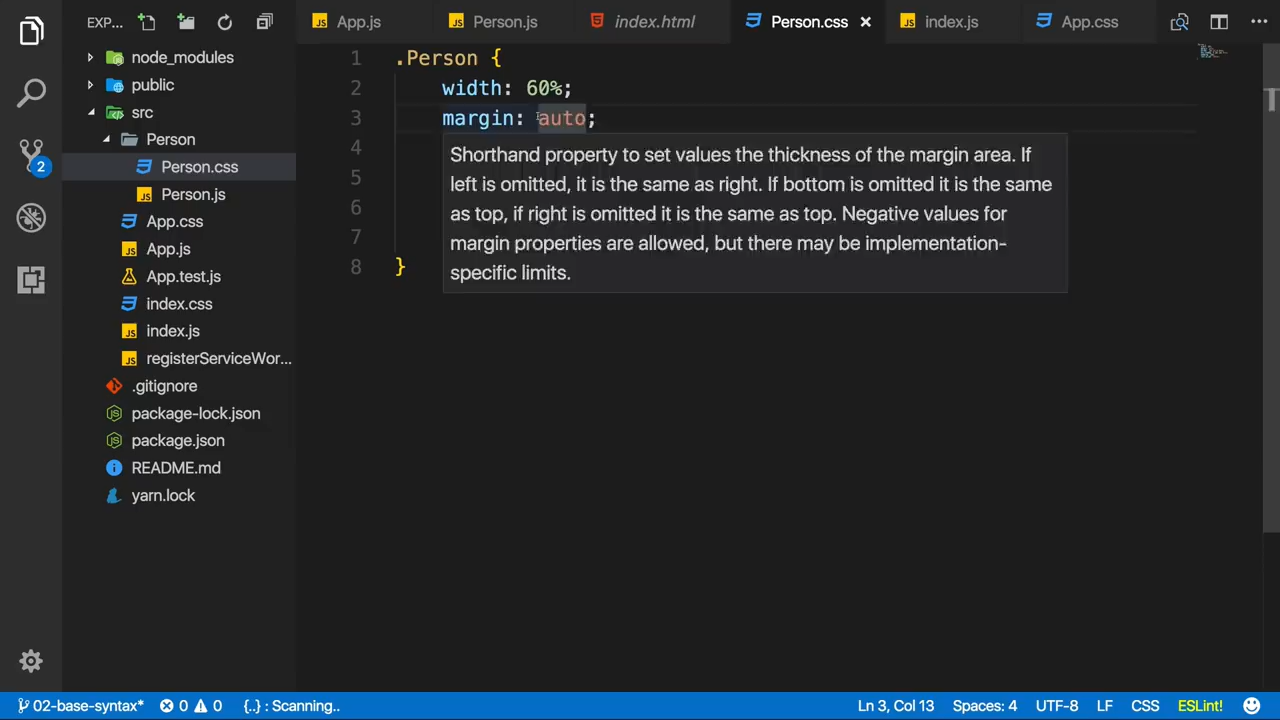 EXP...
App.js
Person.js
index.html
Person.css
index.js
App.css
node_modules
public
src
Person
Person.css
Person.js
App.css
App.js
App.test.js
index.css
index.js
registerServiceWor...
.gitignore
package-lock.json
package.json
README.md
yarn.lock
1 .Person {
2 width: 60%;
3 margin: auto;
4
5
6
7
8 }
Shorthand property to set values the thickness of the margin area. If
left is omitted, it is the same as right. If bottom is omitted it is the same
as top, if right is omitted it is the same as top. Negative values for
margin properties are allowed, but there may be implementation-
specific limits.
2
02-base-syntax* 0 0 {..} : Scanning.. Ln 3, Col 13 Spaces: 4 UTF-8 LF CSS ESLint!